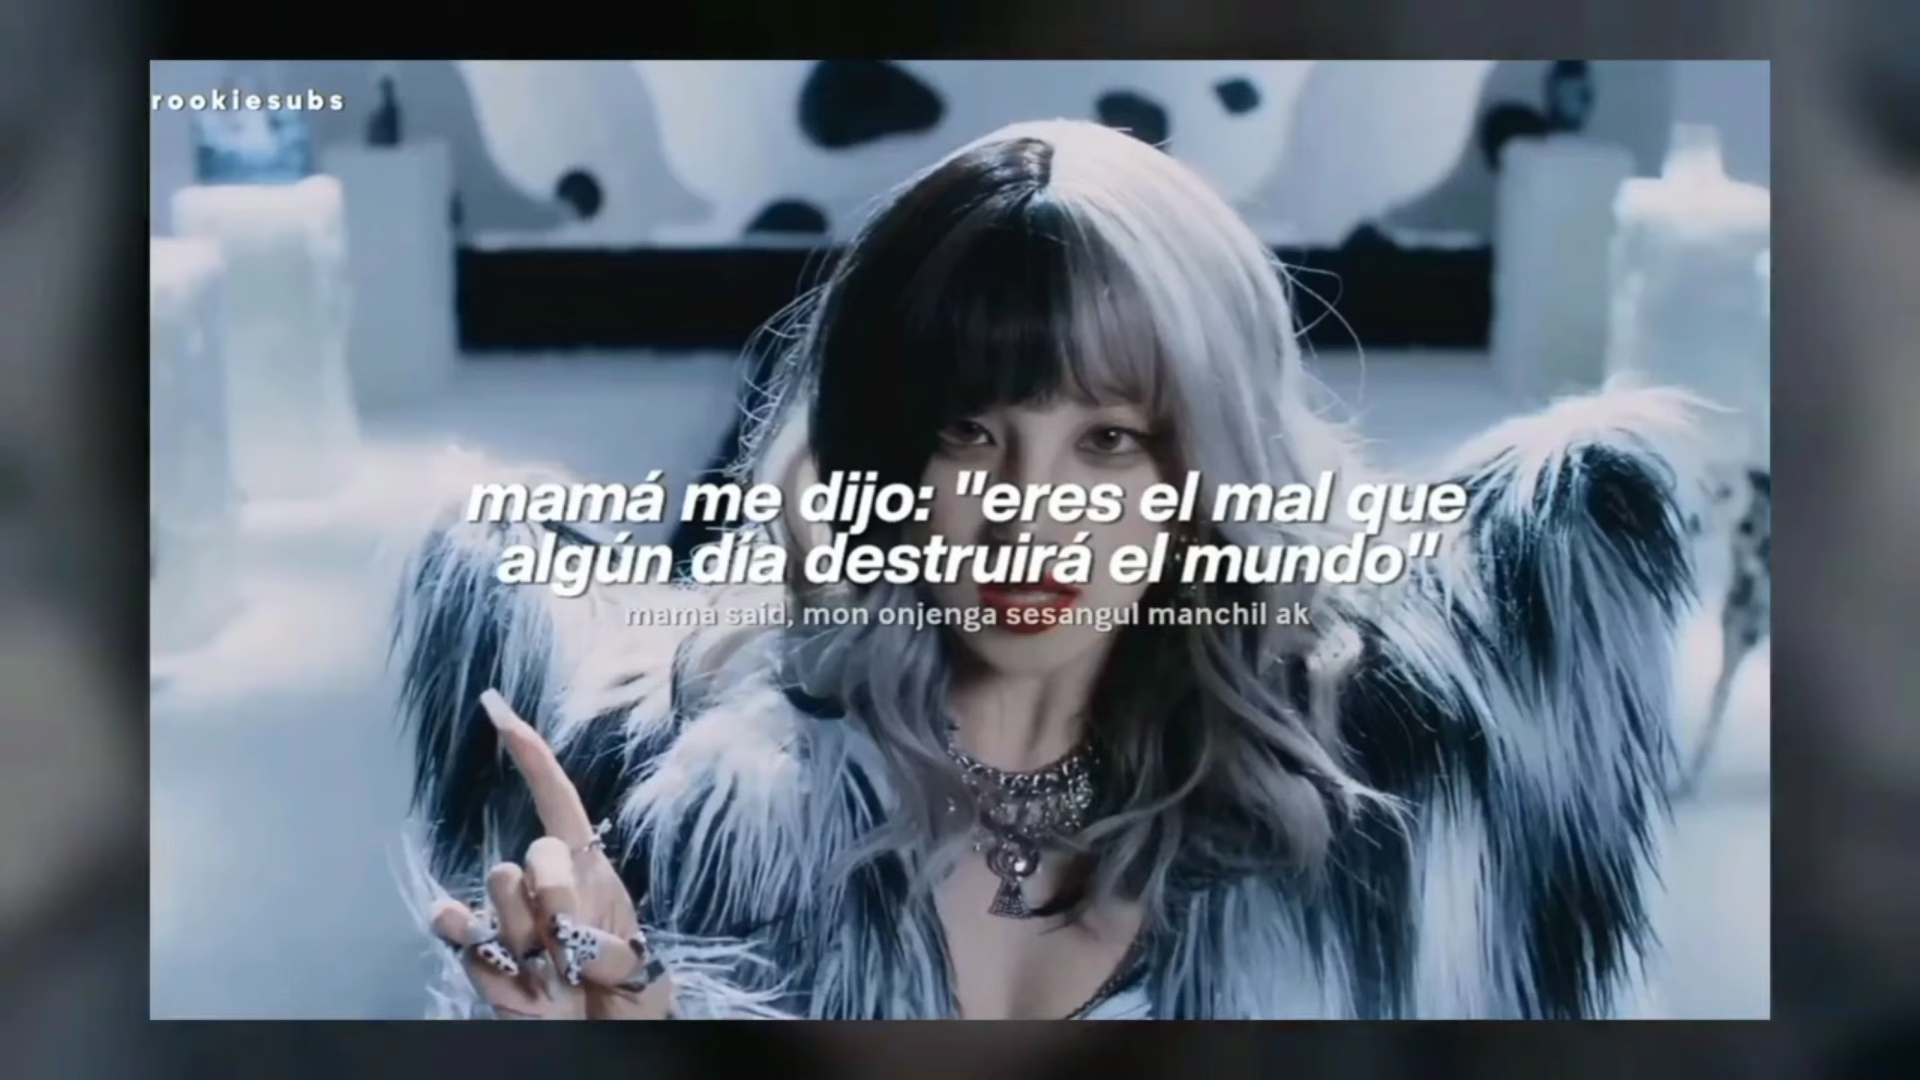 rookiesubs
mamá me dijo: "eres el mal que
algún día destruirá el mundo"
mama said, mon onjenga sesangul manchil ak